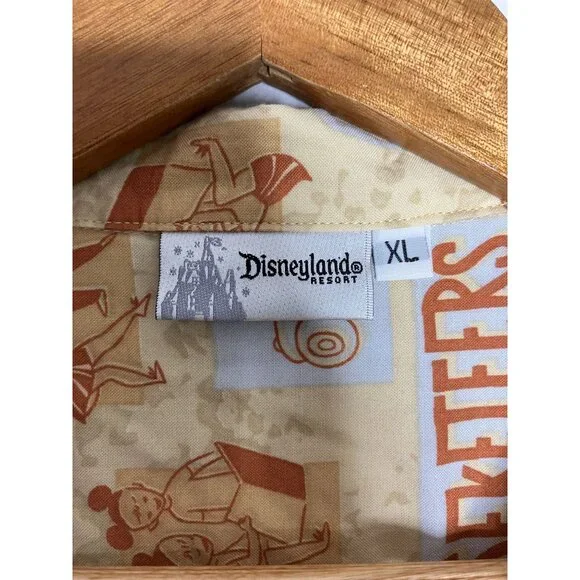 Disneyland®
RESORT
XL
EKETEERS